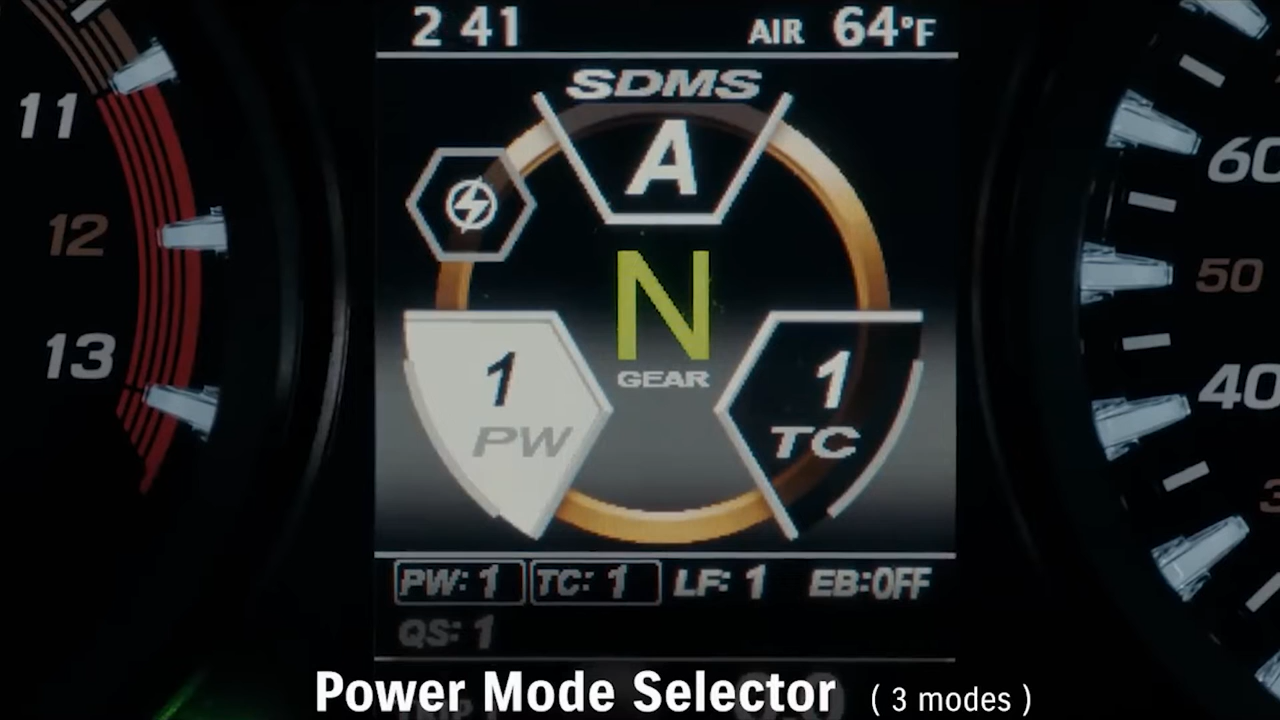 2 41 AIR 64°F
SDMS
A
11
60
12
N
50
1
PW
GEAR
1
TC
13
40
3
PW: 1 TC: 1 LF: 1 EB:OFF
QS: 1
Power Mode Selector ( 3 modes )